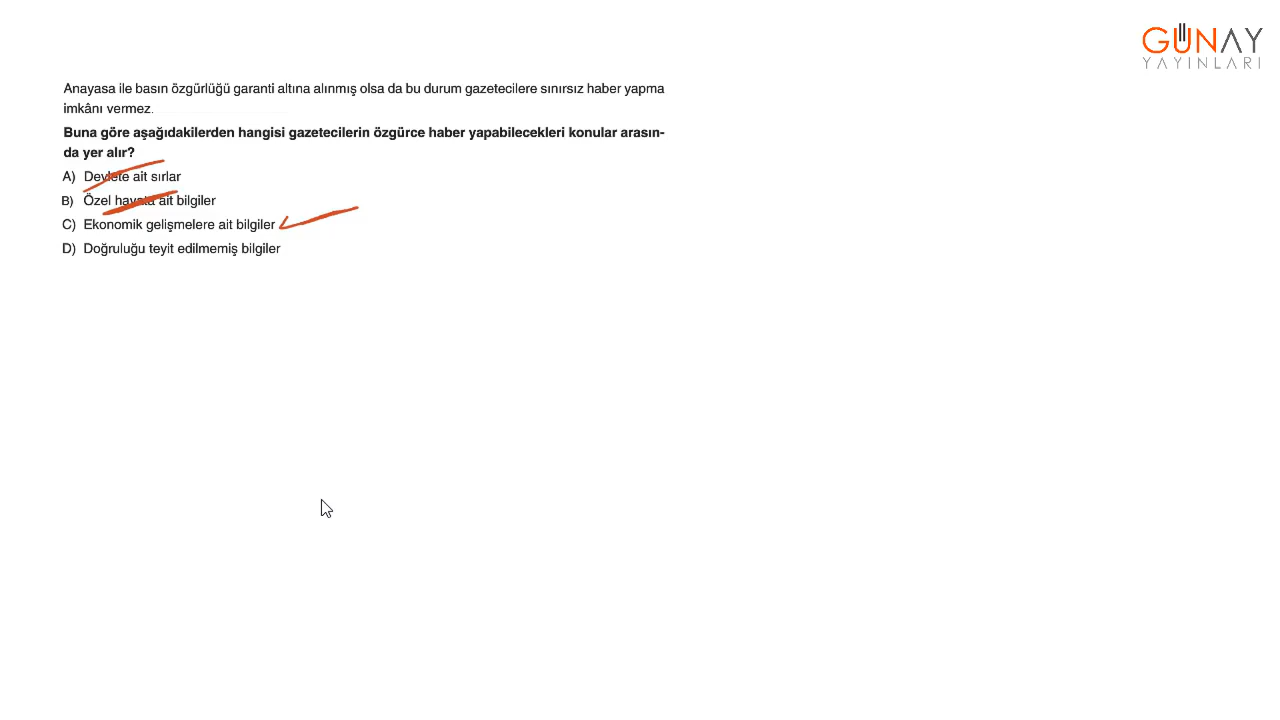 GÜNAY
YAYINLARI
Anayasa ile basın özgürlüğü garanti altına alınmış olsa da bu durum gazetecilere sınırsız haber yapma
imkânı vermez.
Buna göre aşağıdakilerden hangisi gazetecilerin özgürce haber yapabilecekleri konular arasın-
da yer alır?
A) Devlete ait sırlar
B) Özel hayata ait bilgiler
C) Ekonomik gelişmelere ait bilgiler
D) Doğruluğu teyit edilmemiş bilgiler